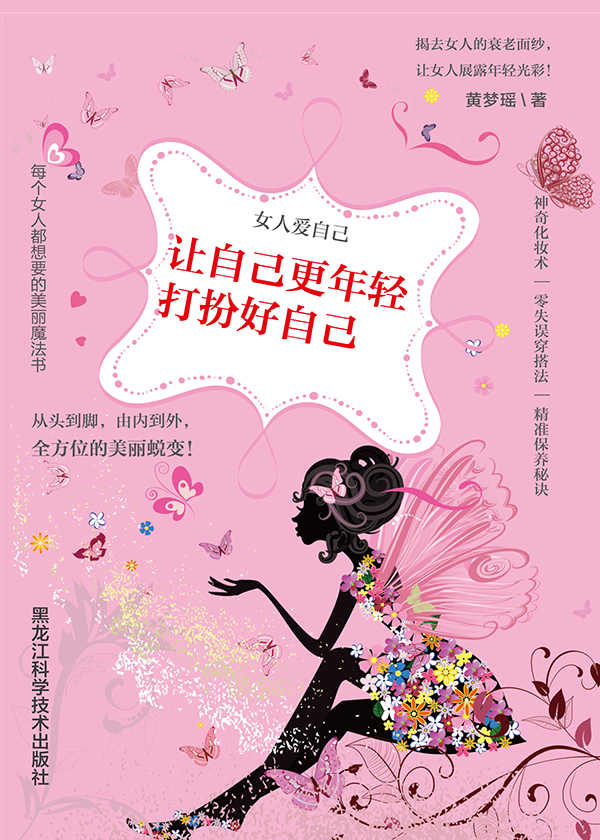 揭去女人的衰老面纱，
让女人展露年轻光彩！
黄梦瑶\著
每个女人都想要的美丽魔法书
神奇化妆术｜零失误穿搭法｜精准保养秘诀
女人爱自己
让自己更年轻
打扮好自己
从头到脚，由内到外，
全方位的美丽蜕变！
黑龙江科学技术出版社